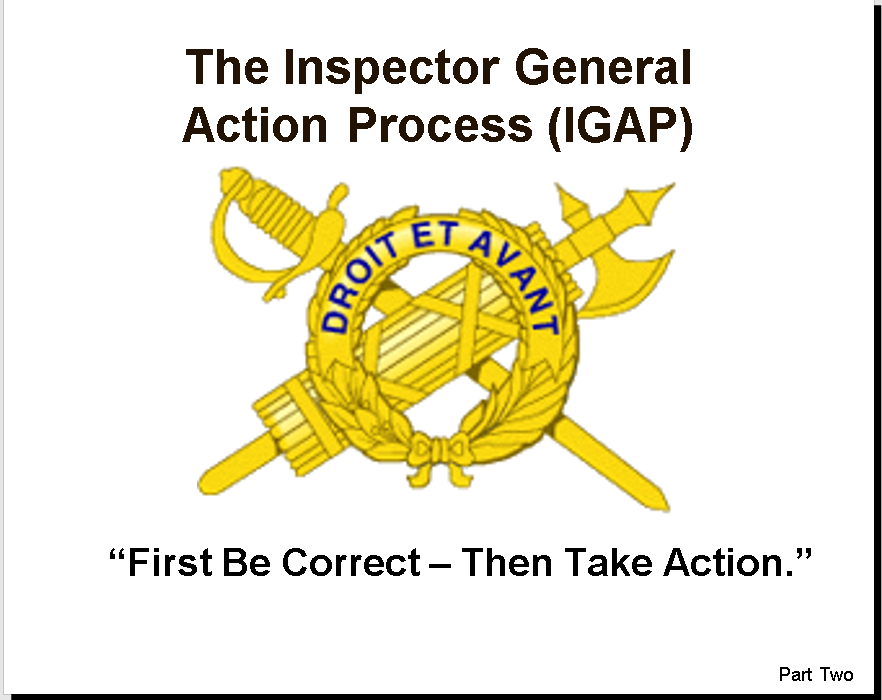 The Inspector General
Action Process (IGAP)
DROIT ET AVANT
“First Be Correct – Then Take Action.”
Part Two